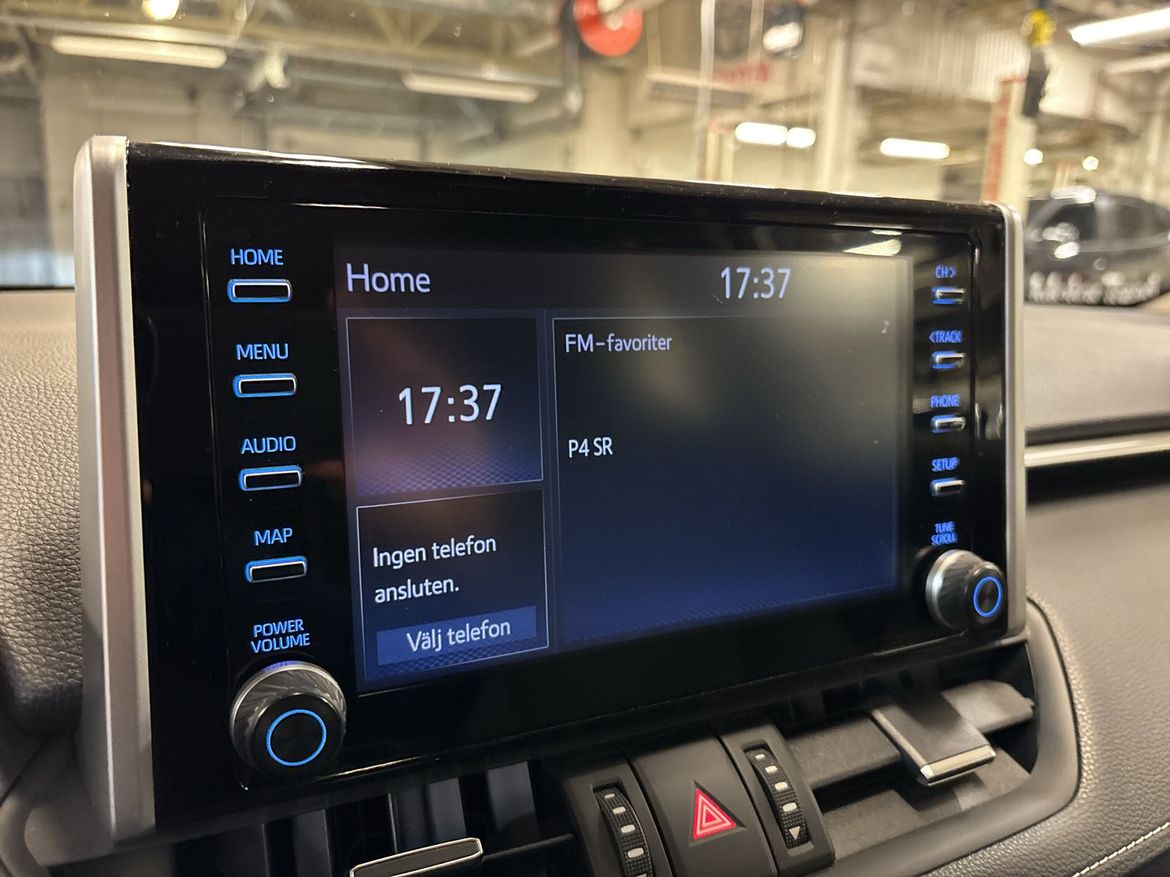 HOME
MENU
AUDIO
MAP
POWER
VOLUME
Home
17:37
17:37
FM-favoriter
P4 SR
Ingen telefon
ansluten.
Välj telefon
CH>
<TRACK
PHONE
SETUP
TUNE
SCROLL